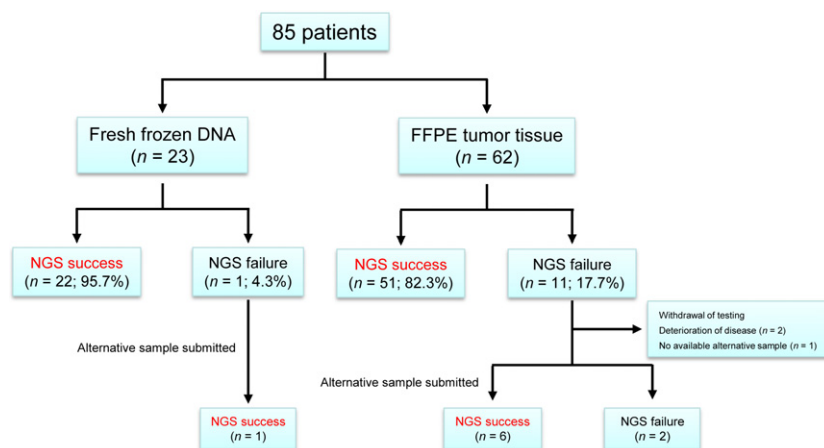 85 patients
Fresh frozen DNA
(n = 23)
FFPE tumor tissue
(n = 62)
NGS success
(n = 22; 95.7%)
NGS failure
(n = 1; 4.3%)
NGS success
(n = 51; 82.3%)
NGS failure
(n = 11; 17.7%)
Withdrawal of testing
Deterioration of disease (n = 2)
No available alternative sample (n = 1)
Alternative sample submitted
Alternative sample submitted
NGS success
(n = 1)
NGS success
(n = 6)
NGS failure
(n = 2)